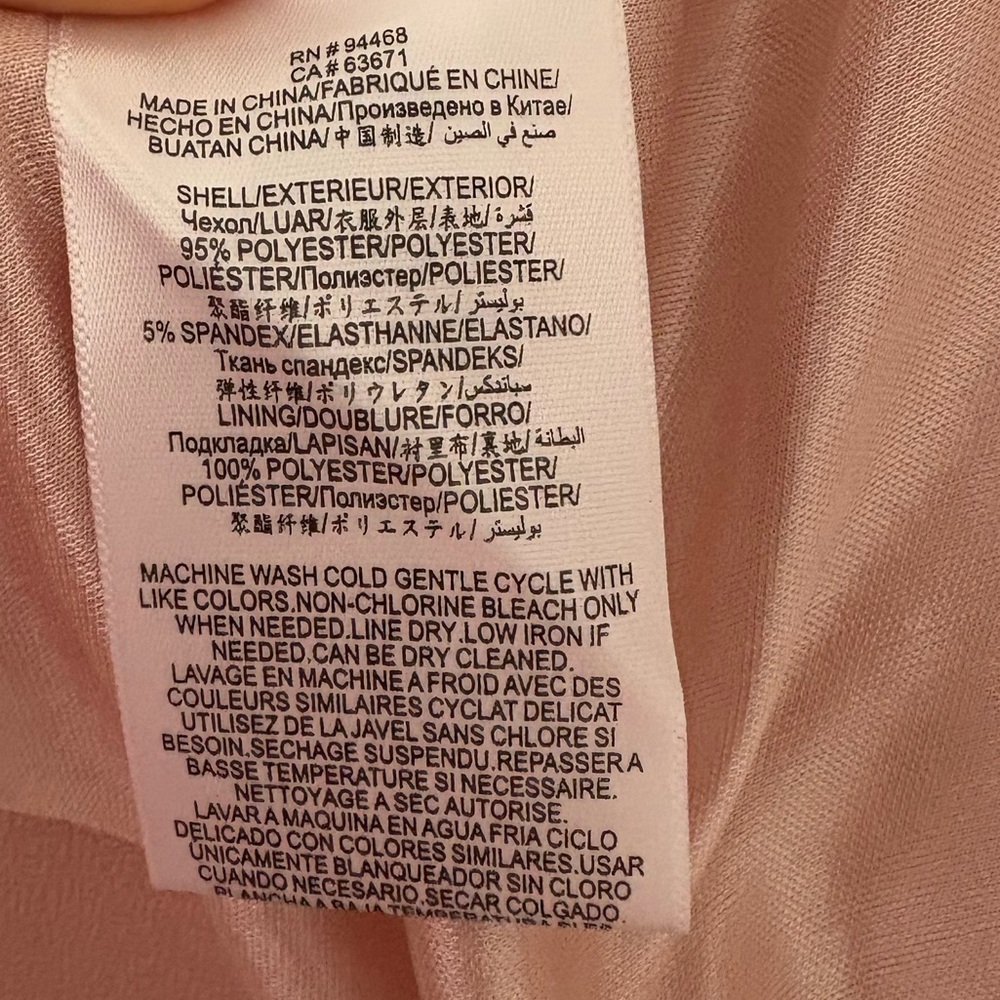 RN # 94468
CA# 63671
MADE IN CHINA/FABRIQUÉ EN CHINE/
HECHO EN CHINA/Произведено в Китае/
BUATAN CHINA/中国制造/ صنع في الصين
SHELL/EXTERIEUR/EXTERIOR/
Чехол/LUAR/衣服外层/表地/قشرة
95% POLYESTER/POLYESTER/
POLIÉSTER/Полиэстер/POLIESTER/
聚酯纤维/ポリエステル/بوليستر
5% SPANDEX/ELASTHANNE/ELASTANO/
Ткань спандекс/SPANDEKS/
弹性纤维/ポリウレタン/سباندكس
LINING/DOUBLURE/FORRO/
Подкладка/LAPISAN/衬里布/裏地/البطانة
100% POLYESTER/POLYESTER/
POLIÉSTER/Полиэстер/POLIESTER/
聚酯纤维/ポリエステル/بوليستر
MACHINE WASH COLD GENTLE CYCLE WITH
LIKE COLORS.NON-CHLORINE BLEACH ONLY
WHEN NEEDED.LINE DRY.LOW IRON IF
NEEDED.CAN BE DRY CLEANED.
LAVAGE EN MACHINE A FROID AVEC DES
COULEURS SIMILAIRES CYCLAT DELICAT
UTILISEZ DE LA JAVEL SANS CHLORE SI
BESOIN.SECHAGE SUSPENDU.REPASSER A
BASSE TEMPERATURE SI NECESSAIRE.
NETTOYAGE A SEC AUTORISE.
LAVAR A MAQUINA EN AGUA FRIA CICLO
DELICADO CON COLORES SIMILARES.USAR
ÚNICAMENTE BLANQUEADOR SIN CLORO
CUANDO NECESARIO.SECAR COLGADO.
PLANCHA A BAJA TEMPERATURA